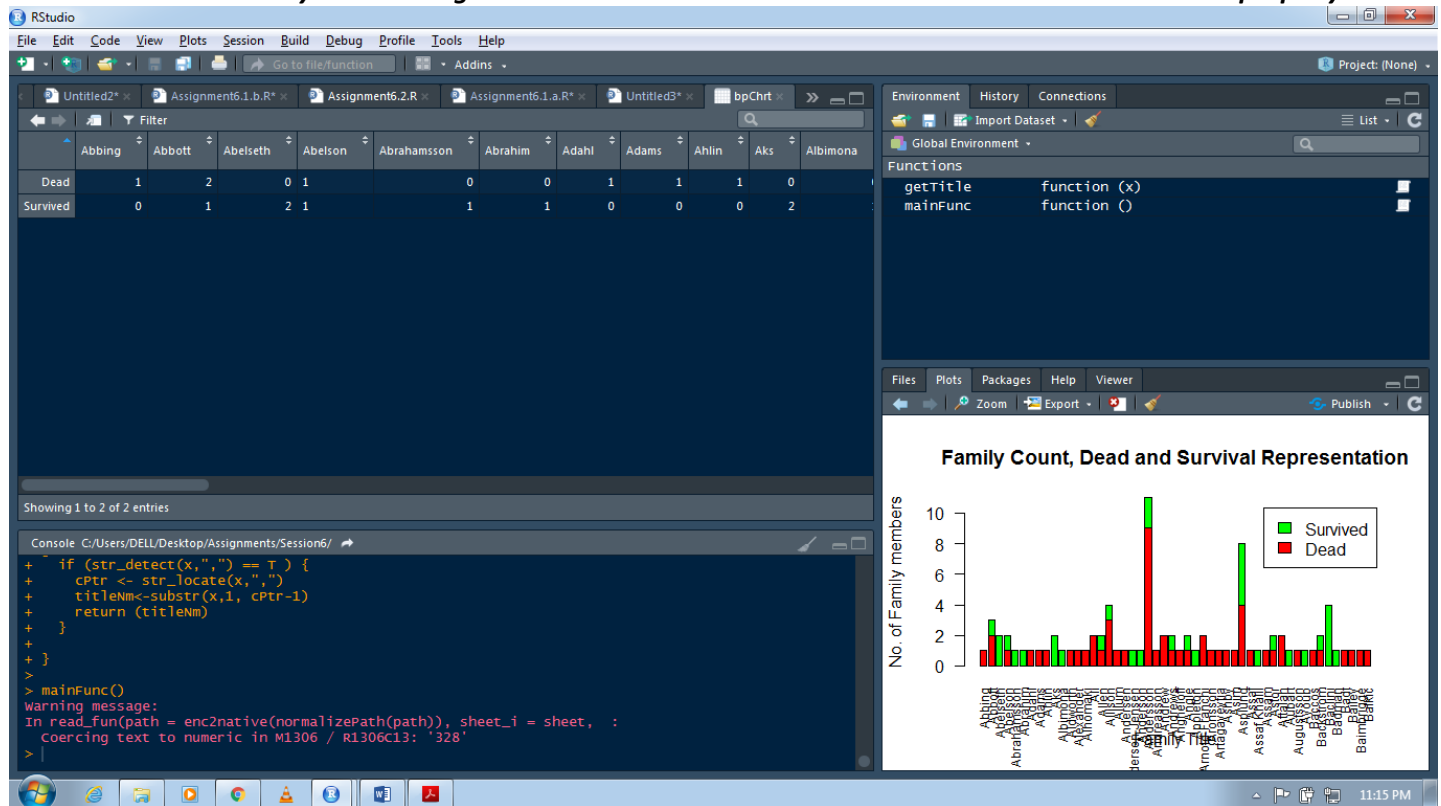 RStudio
File Edit Code View Plots Session Build Debug Profile Tools Help
Go to file/function Addins Project: (None)
Untitled2* Assignment6.1.b.R* Assignment6.2.R Assignment6.1.a.R* Untitled3* bpChrt
Filter
Abbing Abbott Abelseth Abelson Abrahamsson Abrahim Adahl Adams Ahlin Aks Albimona
Dead 1 2 0 1 0 0 1 1 1 0
Survived 0 1 2 1 1 1 0 0 0 2
Showing 1 to 2 of 2 entries
Console C:/Users/DELL/Desktop/Assignments/Session6/
+ if (str_detect(x,",") == T ) {
+ cPtr <- str_locate(x,",")
+ titleNm<-substr(x,1, cPtr-1)
+ return (titleNm)
+ }
+
+ }
>
> mainFunc()
Warning message:
In read_fun(path = enc2native(normalizePath(path)), sheet_i = sheet, :
Coercing text to numeric in M1306 / R1306C13: '328'
>
Environment History Connections
Import Dataset List
Global Environment
Functions
getTitle function (x)
mainFunc function ()
Files Plots Packages Help Viewer
Zoom Export Publish
Family Count, Dead and Survival Representation
No. of Family members
10
8
6
4
2
0
Survived
Dead
Abbing
Family Title
11:15 PM